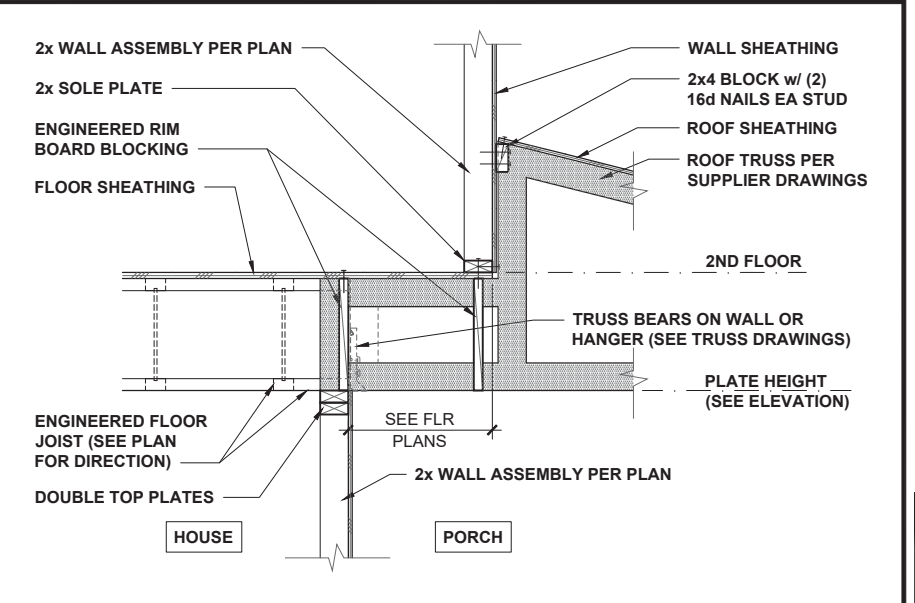 2x WALL ASSEMBLY PER PLAN
2x SOLE PLATE
ENGINEERED RIM
BOARD BLOCKING
FLOOR SHEATHING
WALL SHEATHING
2x4 BLOCK w/ (2)
16d NAILS EA STUD
ROOF SHEATHING
ROOF TRUSS PER
SUPPLIER DRAWINGS
2ND FLOOR
TRUSS BEARS ON WALL OR
HANGER (SEE TRUSS DRAWINGS)
PLATE HEIGHT
(SEE ELEVATION)
ENGINEERED FLOOR
JOIST (SEE PLAN
FOR DIRECTION)
DOUBLE TOP PLATES
SEE FLR
PLANS
2x WALL ASSEMBLY PER PLAN
HOUSE
PORCH